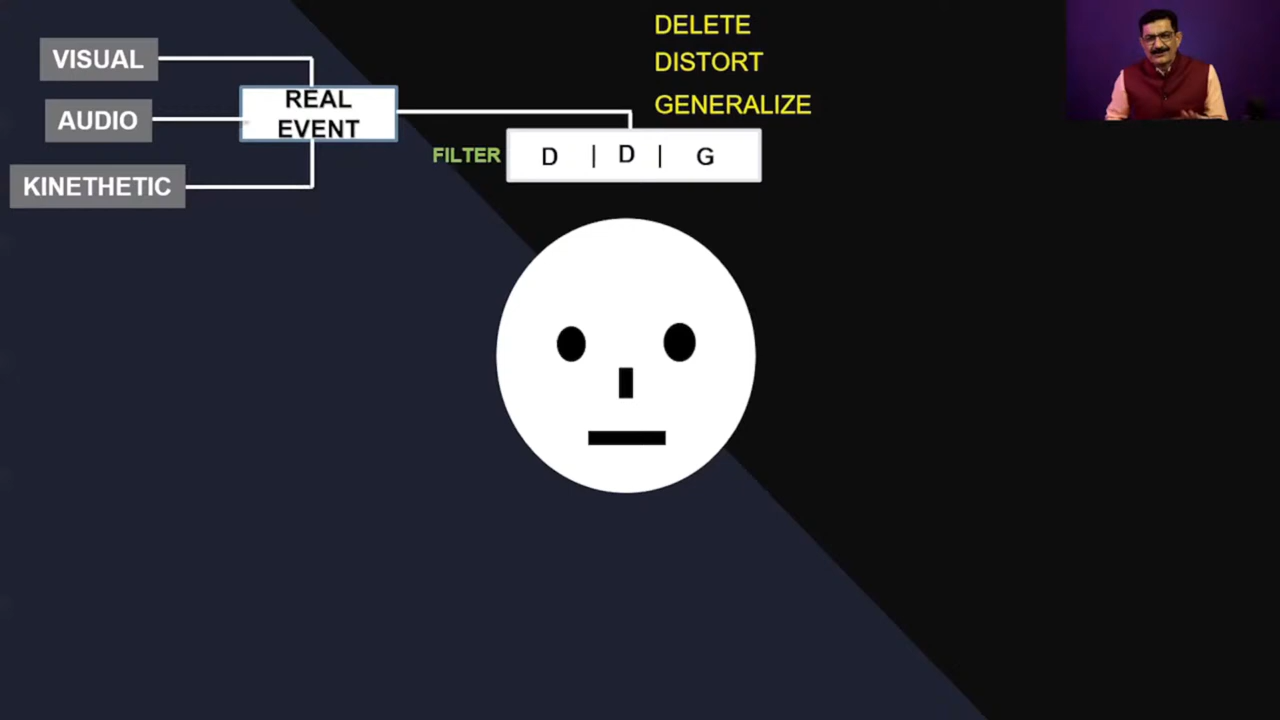 VISUAL
AUDIO
KINETHETIC
REAL
EVENT
DELETE
DISTORT
GENERALIZE
FILTER
D | D | G